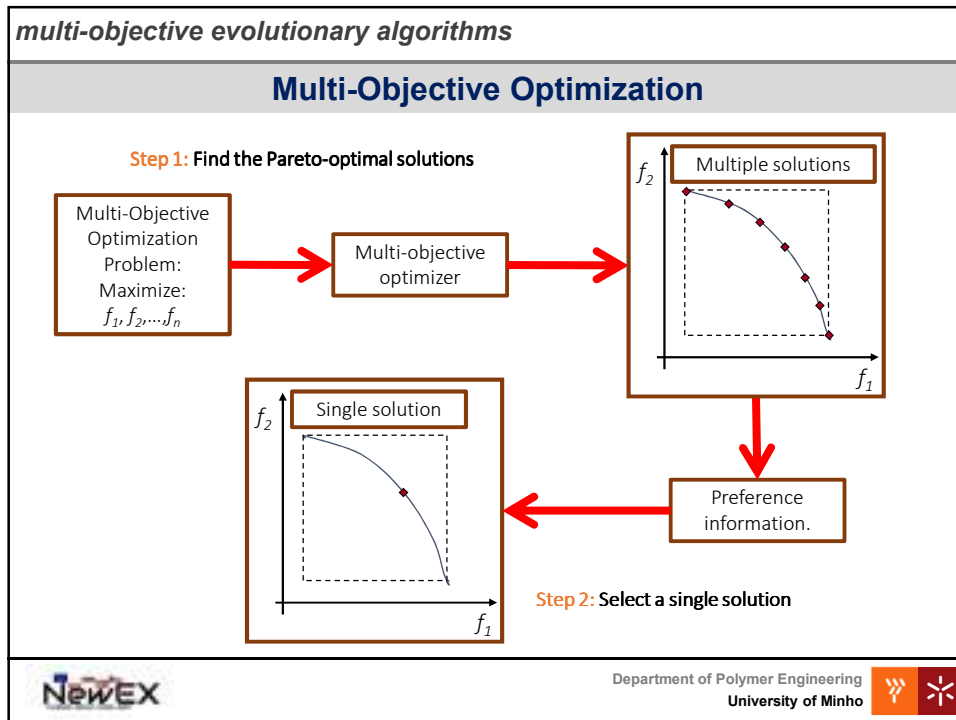 multi-objective evolutionary algorithms
Multi-Objective Optimization
Step 1: Find the Pareto-optimal solutions
Multi-Objective
Optimization
Problem:
Maximize:
f1, f2,...,fn
Multi-objective
optimizer
Multiple solutions
f2
f1
Preference
information.
Single solution
f2
f1
Step 2: Select a single solution
NewEX
Department of Polymer Engineering
University of Minho